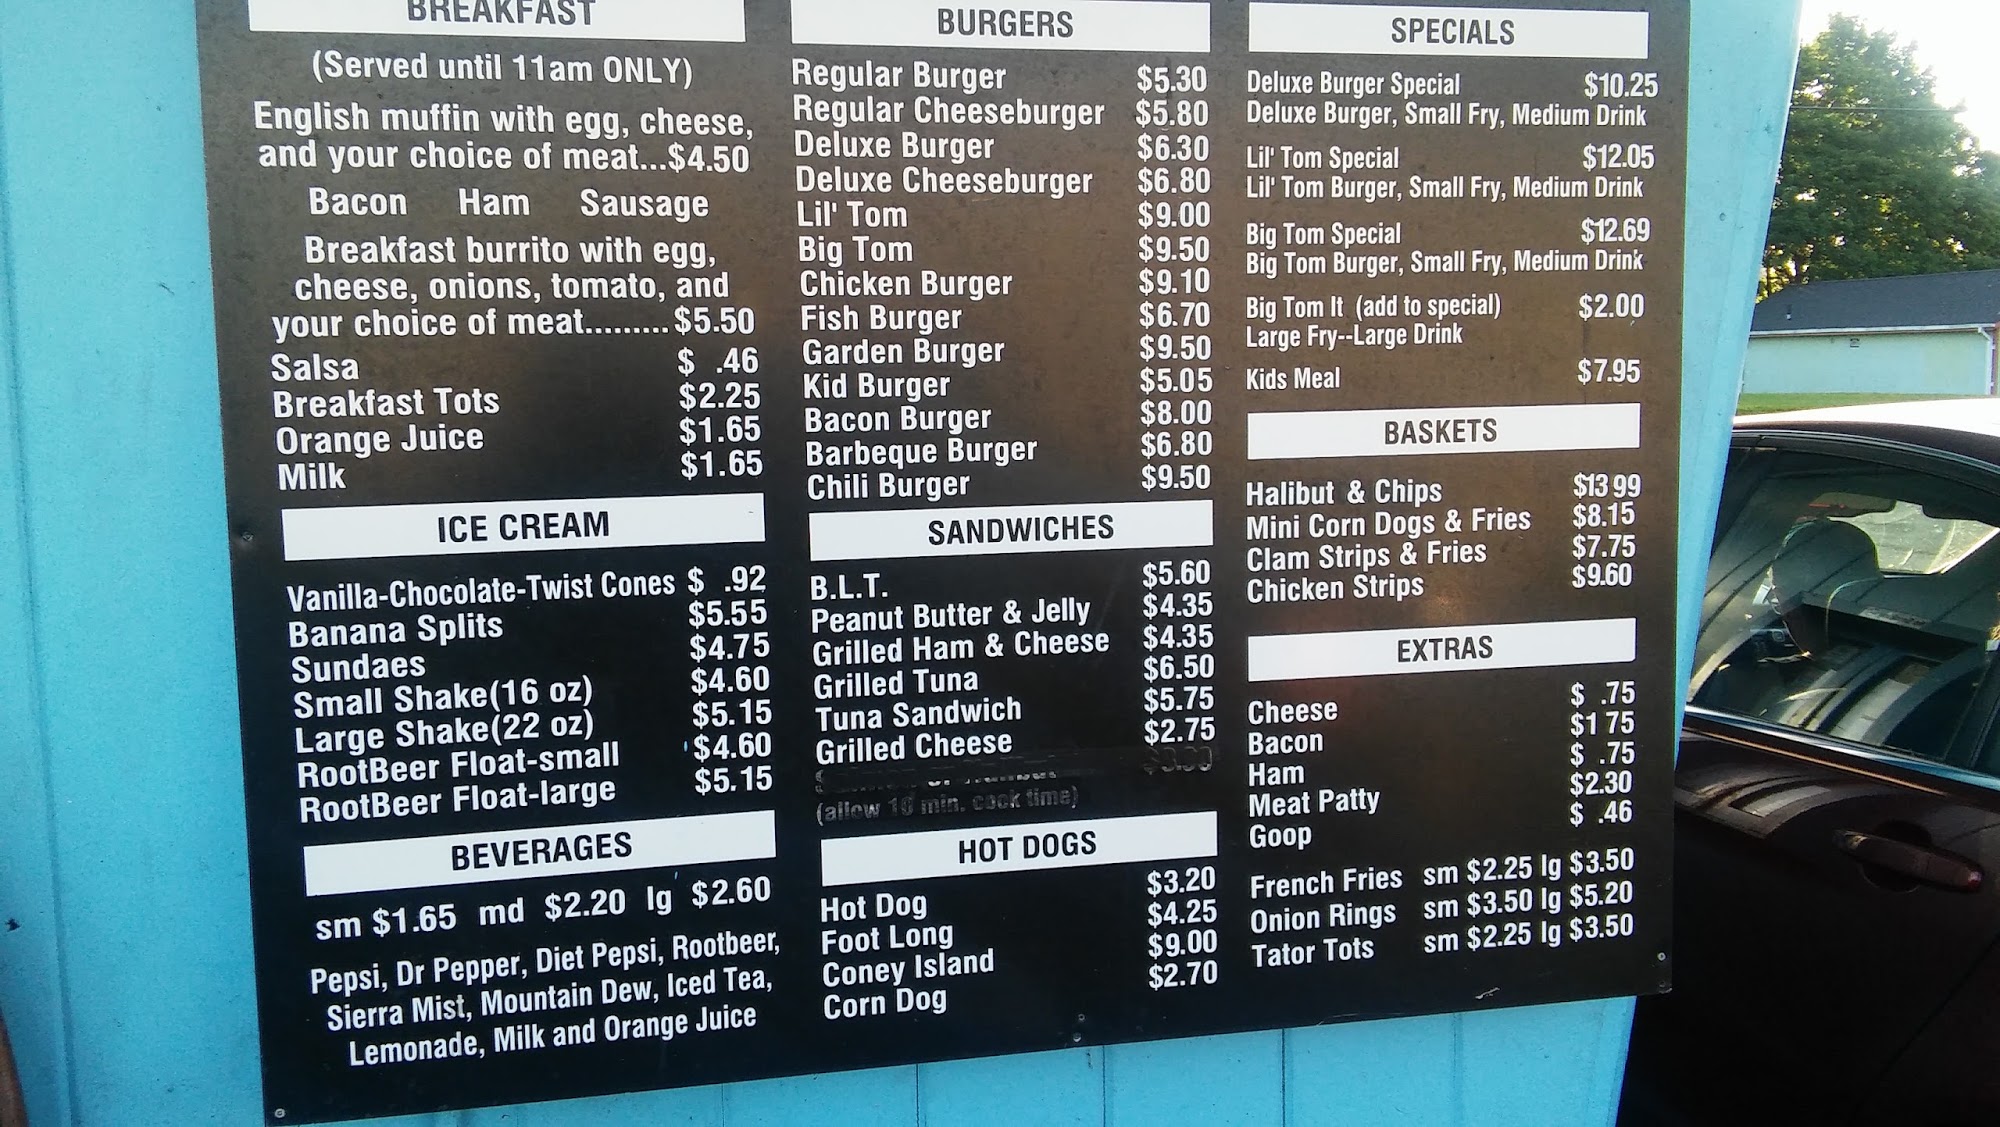 BREAKFAST
(Served until 11am ONLY)
English muffin with egg, cheese,
and your choice of meat...$4.50
Bacon Ham Sausage
Breakfast burrito with egg,
cheese, onions, tomato, and
your choice of meat.........$5.50
Salsa $ .46
Breakfast Tots $2.25
Orange Juice $1.65
Milk $1.65
ICE CREAM
Vanilla-Chocolate-Twist Cones $ .92
Banana Splits $5.55
Sundaes $4.75
Small Shake(16 oz) $4.60
Large Shake(22 oz) $5.15
RootBeer Float-small $4.60
RootBeer Float-large $5.15
BEVERAGES
sm $1.65 md $2.20 lg $2.60
Pepsi, Dr Pepper, Diet Pepsi, Rootbeer,
Sierra Mist, Mountain Dew, Iced Tea,
Lemonade, Milk and Orange Juice
BURGERS
Regular Burger $5.30
Regular Cheeseburger $5.80
Deluxe Burger $6.30
Deluxe Cheeseburger $6.80
Lil' Tom $9.00
Big Tom $9.50
Chicken Burger $9.10
Fish Burger $6.70
Garden Burger $9.50
Kid Burger $5.05
Bacon Burger $8.00
Barbeque Burger $6.80
Chili Burger $9.50
SANDWICHES
B.L.T. $5.60
Peanut Butter & Jelly $4.35
Grilled Ham & Cheese $4.35
Grilled Tuna $6.50
Tuna Sandwich $5.75
Grilled Cheese $2.75
(allow 10 min. cook time)
HOT DOGS
Hot Dog $3.20
Foot Long $4.25
Coney Island $9.00
Corn Dog $2.70
SPECIALS
Deluxe Burger Special $10.25
Deluxe Burger, Small Fry, Medium Drink
Lil' Tom Special $12.05
Lil' Tom Burger, Small Fry, Medium Drink
Big Tom Special $12.69
Big Tom Burger, Small Fry, Medium Drink
Big Tom It (add to special) $2.00
Large Fry--Large Drink
Kids Meal $7.95
BASKETS
Halibut & Chips $13 99
Mini Corn Dogs & Fries $8.15
Clam Strips & Fries $7.75
Chicken Strips $9.60
EXTRAS
Cheese $ .75
Bacon $1 75
Ham $ .75
Meat Patty $2.30
Goop $ .46
French Fries sm $2.25 lg $3.50
Onion Rings sm $3.50 lg $5.20
Tator Tots sm $2.25 lg $3.50